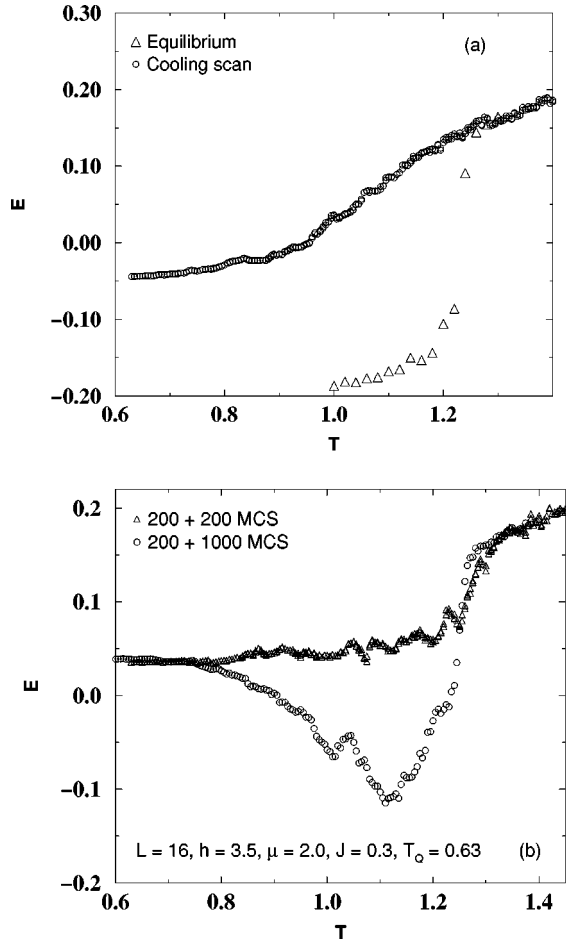 0.30
△ Equilibrium
○ Cooling scan
(a)
0.20
0.10
E
0.00
−0.10
−0.20
0.6 0.8 1.0 1.2
T
0.2
△ 200 + 200 MCS
○ 200 + 1000 MCS
0.1
E
0.0
−0.1
L = 16, h = 3.5, μ = 2.0, J = 0.3, T_Q = 0.63 (b)
−0.2
0.6 0.8 1.0 1.2 1.4
T